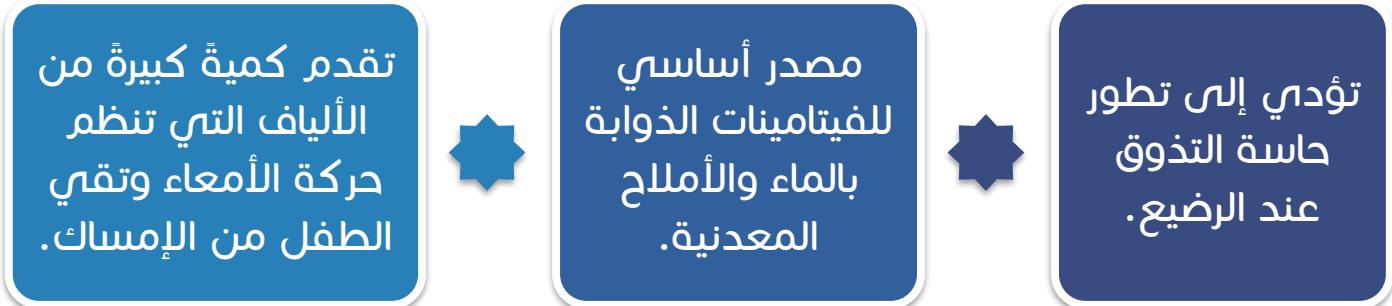 تؤدي إلى تطور
حاسة التذوق
عند الرضيع.
مصدر أساسي
للفيتامينات الذوابة
بالماء والأملاح
المعدنية.
تقدم كميةً كبيرةً من
الألياف التي تنظم
حركة الأمعاء وتقي
الطفل من الإمساك.